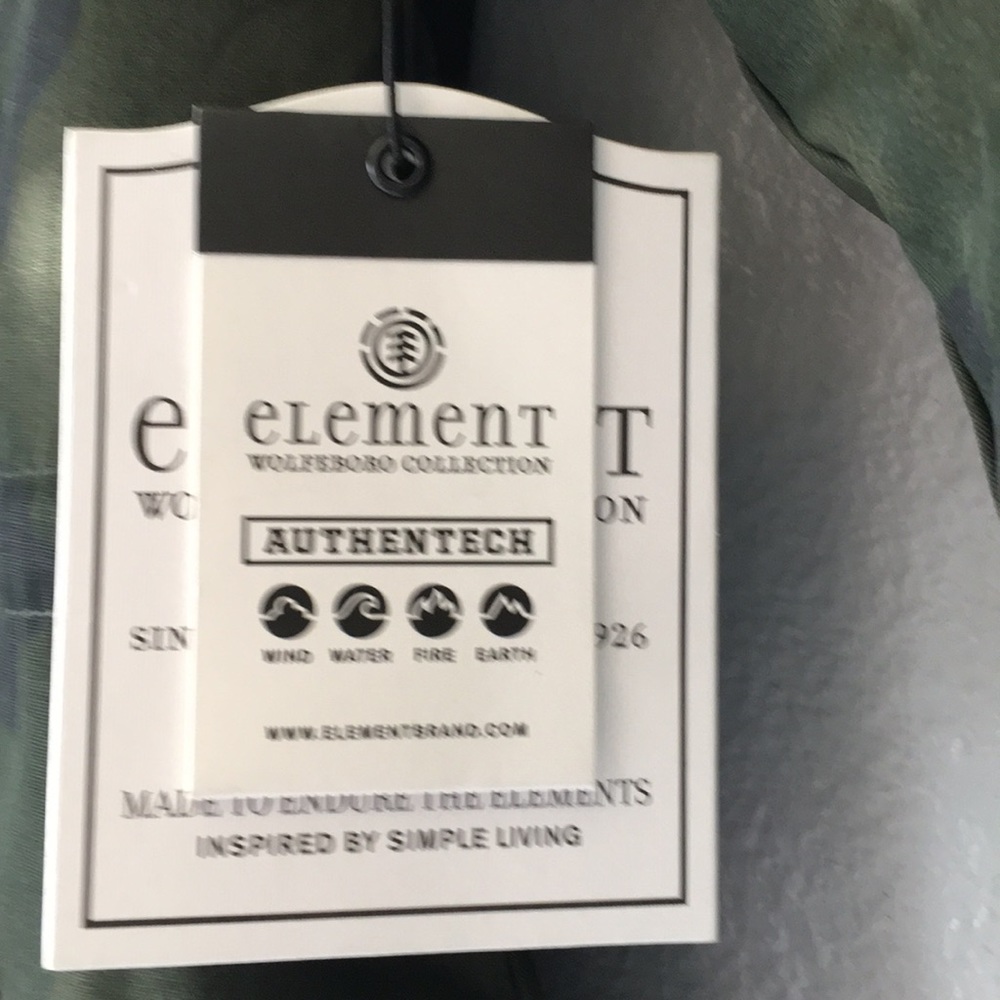 eLement
WOLFEBORO COLLECTION
AUTHENTECH
WIND WATER FIRE EARTH
WWW.ELEMENTBRAND.COM
e T
WO ON
SIN 926
MADE TO ENDURE THE ELEMENTS
INSPIRED BY SIMPLE LIVING